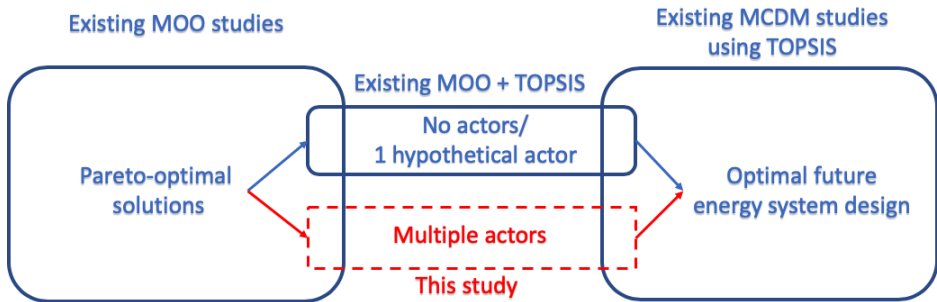 Existing MOO studies
Existing MCDM studies
using TOPSIS
Existing MOO + TOPSIS
No actors/
1 hypothetical actor
Pareto-optimal
solutions
Optimal future
energy system design
Multiple actors
This study